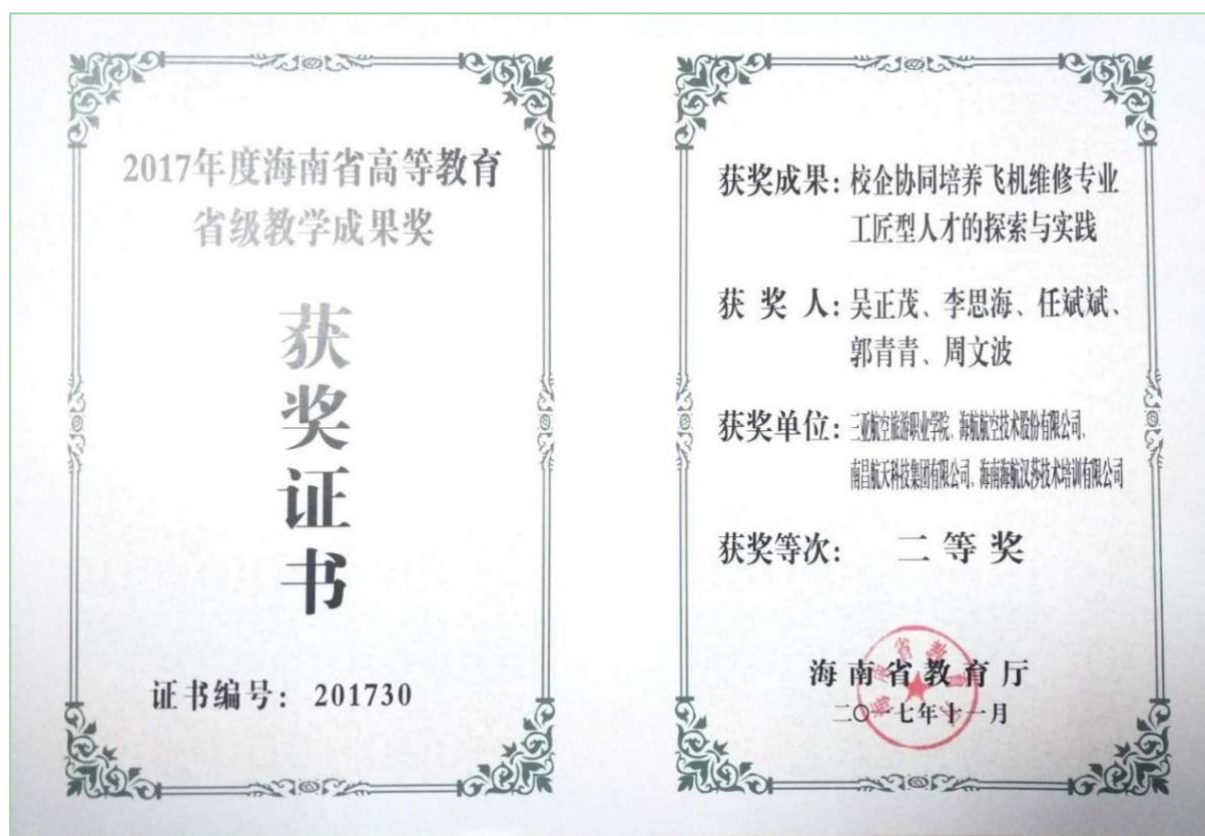 2017年度海南省高等教育
省级教学成果奖
获
奖
证
书
证书编号：201730
获奖成果：校企协同培养飞机维修专业
工匠型人才的探索与实践
获 奖 人：吴正茂、李思海、任斌斌、
郭青青、周文波
获奖单位：三亚航空旅游职业学院、海航航空技术股份有限公司、
南昌航天科技集团有限公司、海南海航汉莎技术培训有限公司
获奖等次： 二 等 奖
海南省教育厅
二〇一七年十一月
海南省教育厅